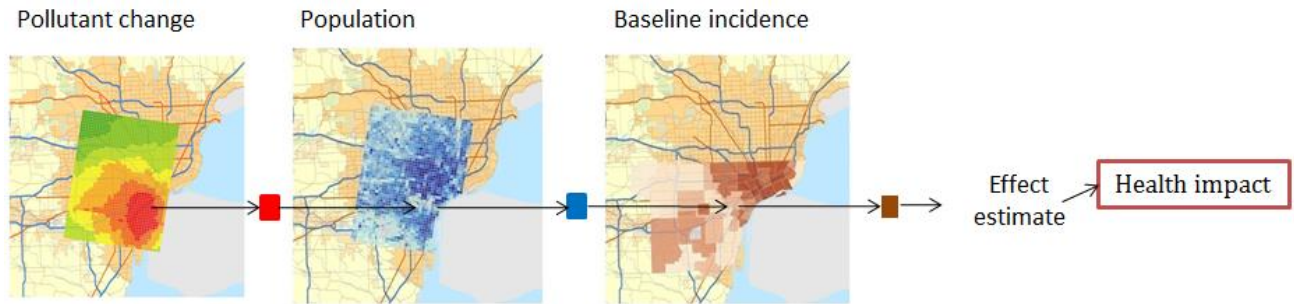 Pollutant change
Population
Baseline incidence
Effect
estimate
Health impact